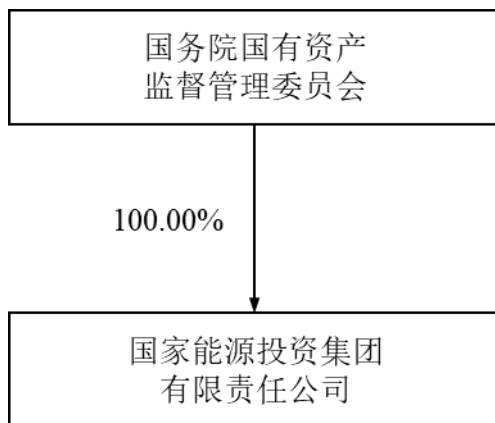 国务院国有资产
监督管理委员会
100.00%
国家能源投资集团
有限责任公司